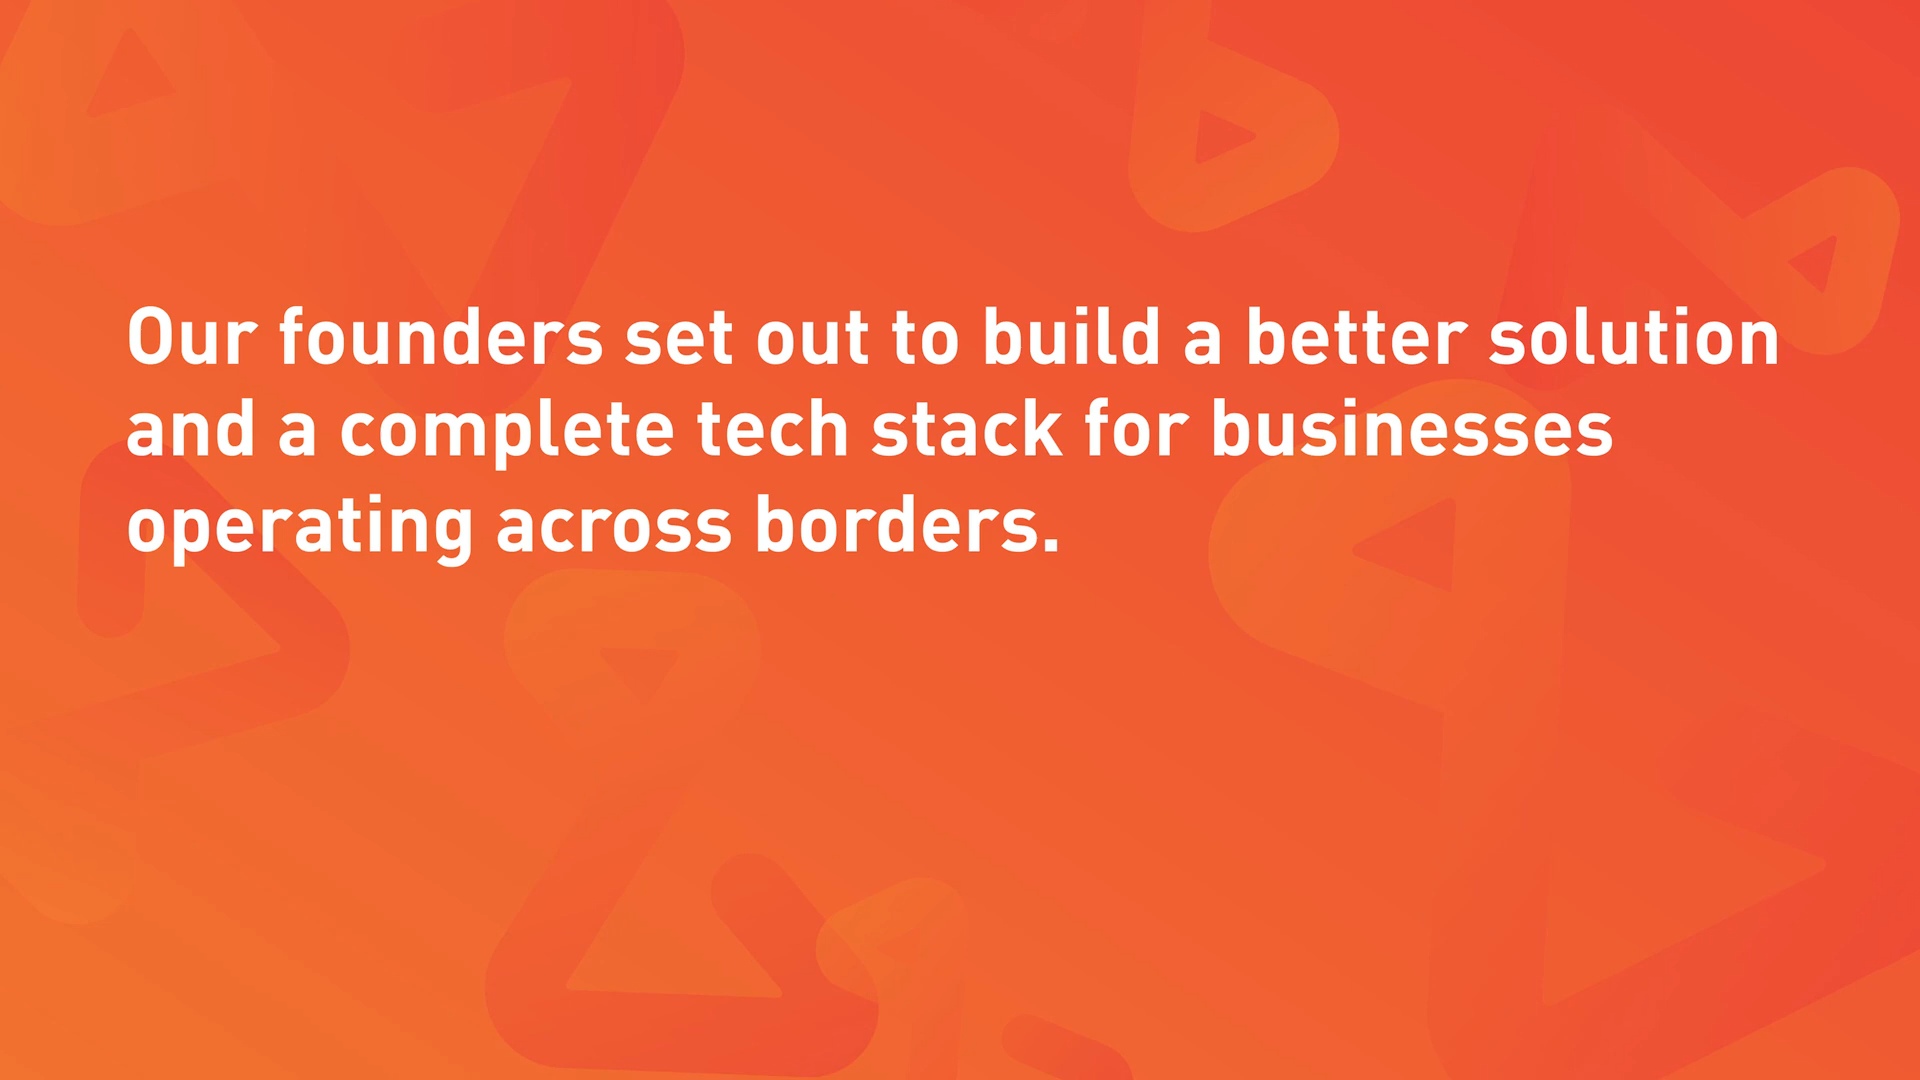 Our founders set out to build a better solution
and a complete tech stack for businesses
operating across borders.